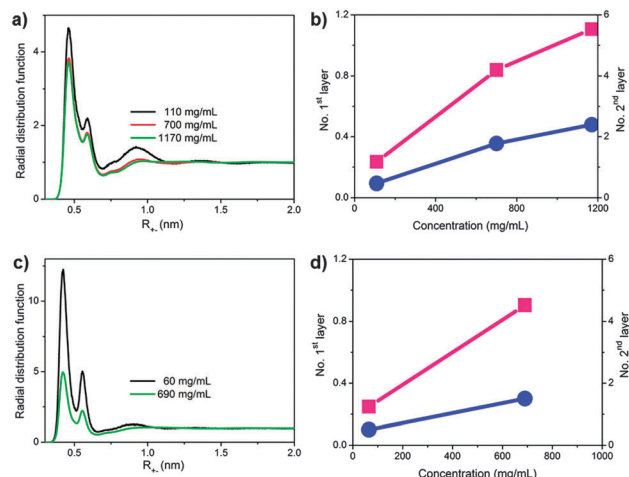 a)
Radial distribution function
4
2
0
110 mg/mL
700 mg/mL
1170 mg/mL
0.5 1.0 1.5 2.0
R+- (nm)
b)
No. 1st layer
1.2
0.8
0.4
0.0
0 400 800 1200
Concentration (mg/mL)
6
4
2
0
No. 2nd layer
c)
Radial distribution function
10
5
0
60 mg/mL
690 mg/mL
0.5 1.0 1.5 2.0
R+- (nm)
d)
No. 1st layer
1.2
0.8
0.4
0.0
0 200 400 600 800 1000
Concentration (mg/mL)
6
4
2
0
No. 2nd layer